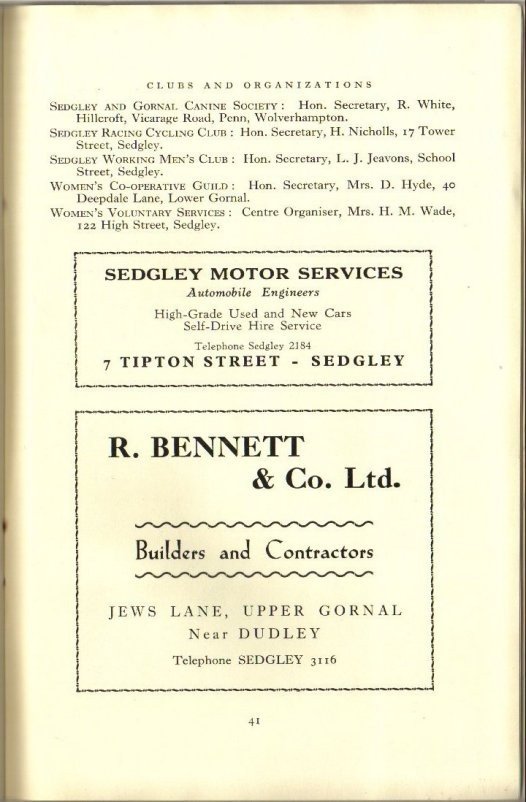 CLUBS AND ORGANIZATIONS
SEDGLEY AND GORNAL CANINE SOCIETY : Hon. Secretary, R. White,
Hillcroft, Vicarage Road, Penn, Wolverhampton.
SEDGLEY RACING CYCLING CLUB : Hon. Secretary, H. Nicholls, 17 Tower
Street, Sedgley.
SEDGLEY WORKING MEN'S CLUB : Hon. Secretary, L. J. Jeavons, School
Street, Sedgley.
WOMEN'S CO-OPERATIVE GUILD : Hon. Secretary, Mrs. D. Hyde, 40
Deepdale Lane, Lower Gornal.
WOMEN'S VOLUNTARY SERVICES : Centre Organiser, Mrs. H. M. Wade,
122 High Street, Sedgley.
SEDGLEY MOTOR SERVICES
Automobile Engineers
High-Grade Used and New Cars
Self-Drive Hire Service
Telephone Sedgley 2184
7 TIPTON STREET - SEDGLEY
R. BENNETT
& Co. Ltd.
Builders and Contractors
JEWS LANE, UPPER GORNAL
Near DUDLEY
Telephone SEDGLEY 3116
41